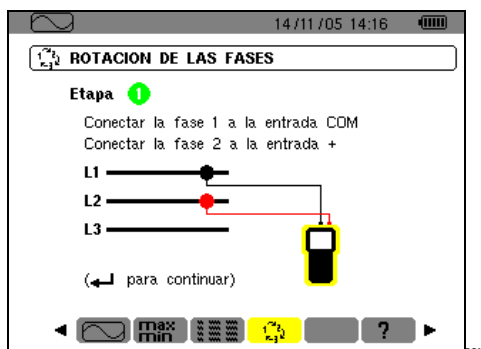 14/11/05 14:16
ROTACION DE LAS FASES
Etapa 1
Conectar la fase 1 a la entrada COM
Conectar la fase 2 a la entrada +
L1
L2
L3
(↵ para continuar)
max
min
?